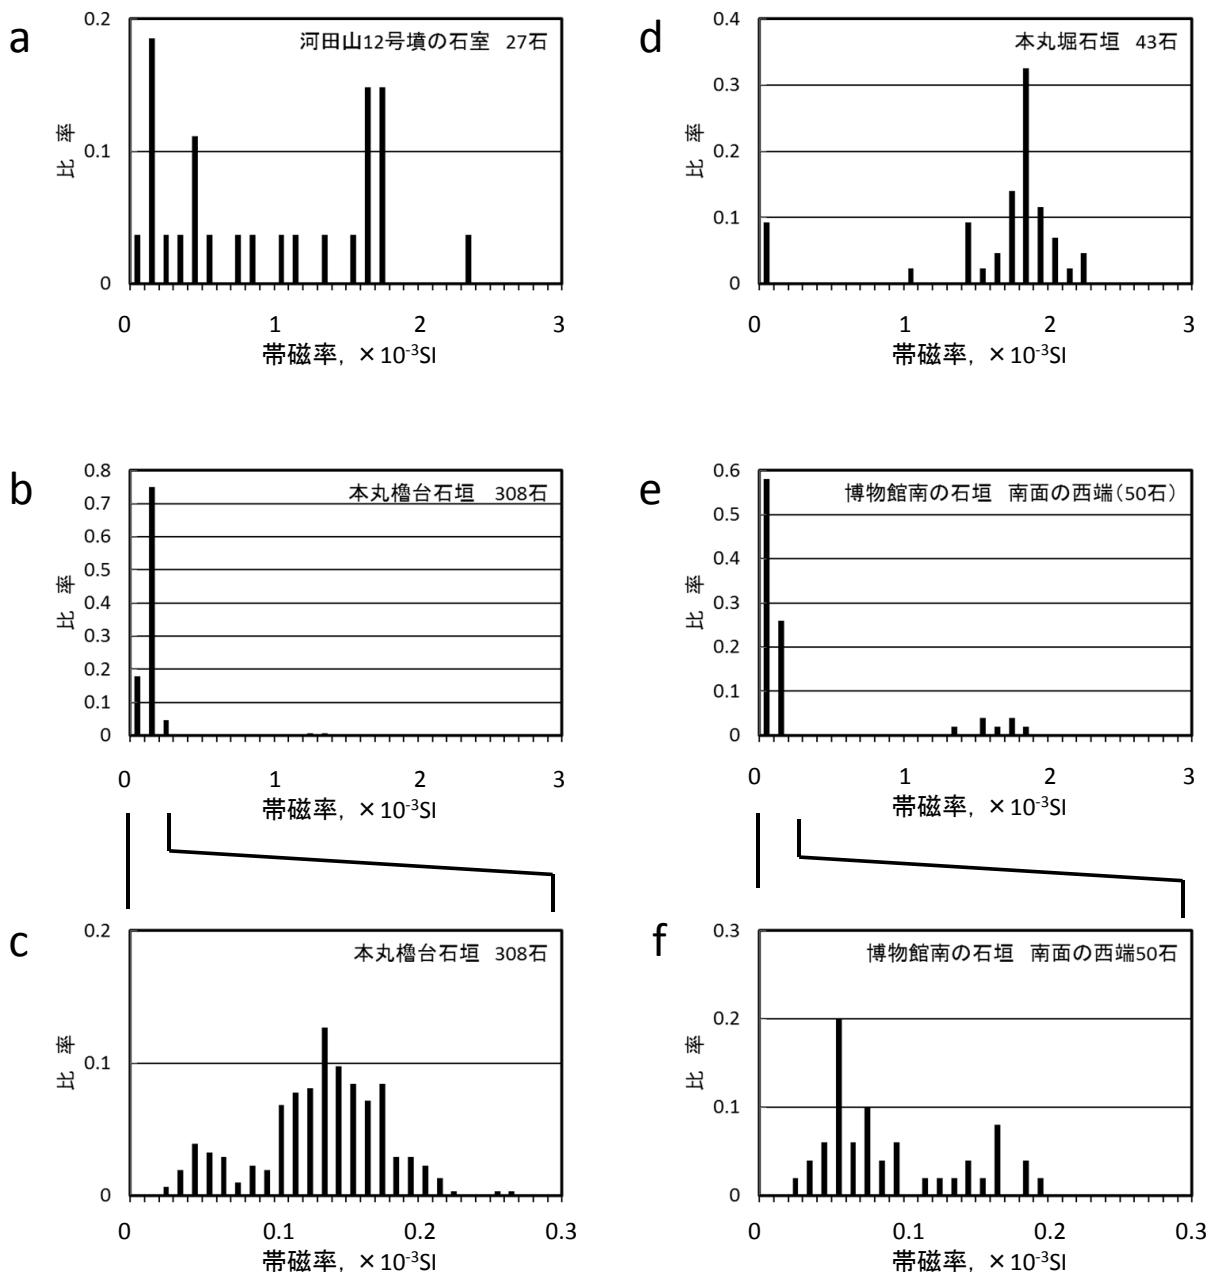 a
河田山12号墳の石室 27石
0.2
0.1
0
比率
0 1 2 3
帯磁率, ×10-3SI
d
本丸堀石垣 43石
0.4
0.3
0.2
0.1
0
比率
0 1 2 3
帯磁率, ×10-3SI
b
本丸櫓台石垣 308石
0.8
0.7
0.6
0.5
0.4
0.3
0.2
0.1
0
比率
0 1 2 3
帯磁率, ×10-3SI
e
博物館南の石垣 南面の西端(50石)
0.6
0.5
0.4
0.3
0.2
0.1
0
比率
0 1 2 3
帯磁率, ×10-3SI
c
本丸櫓台石垣 308石
0.2
0.1
0
比率
0 0.1 0.2 0.3
帯磁率, ×10-3SI
f
博物館南の石垣 南面の西端50石
0.3
0.2
0.1
0
比率
0 0.1 0.2 0.3
帯磁率, ×10-3SI